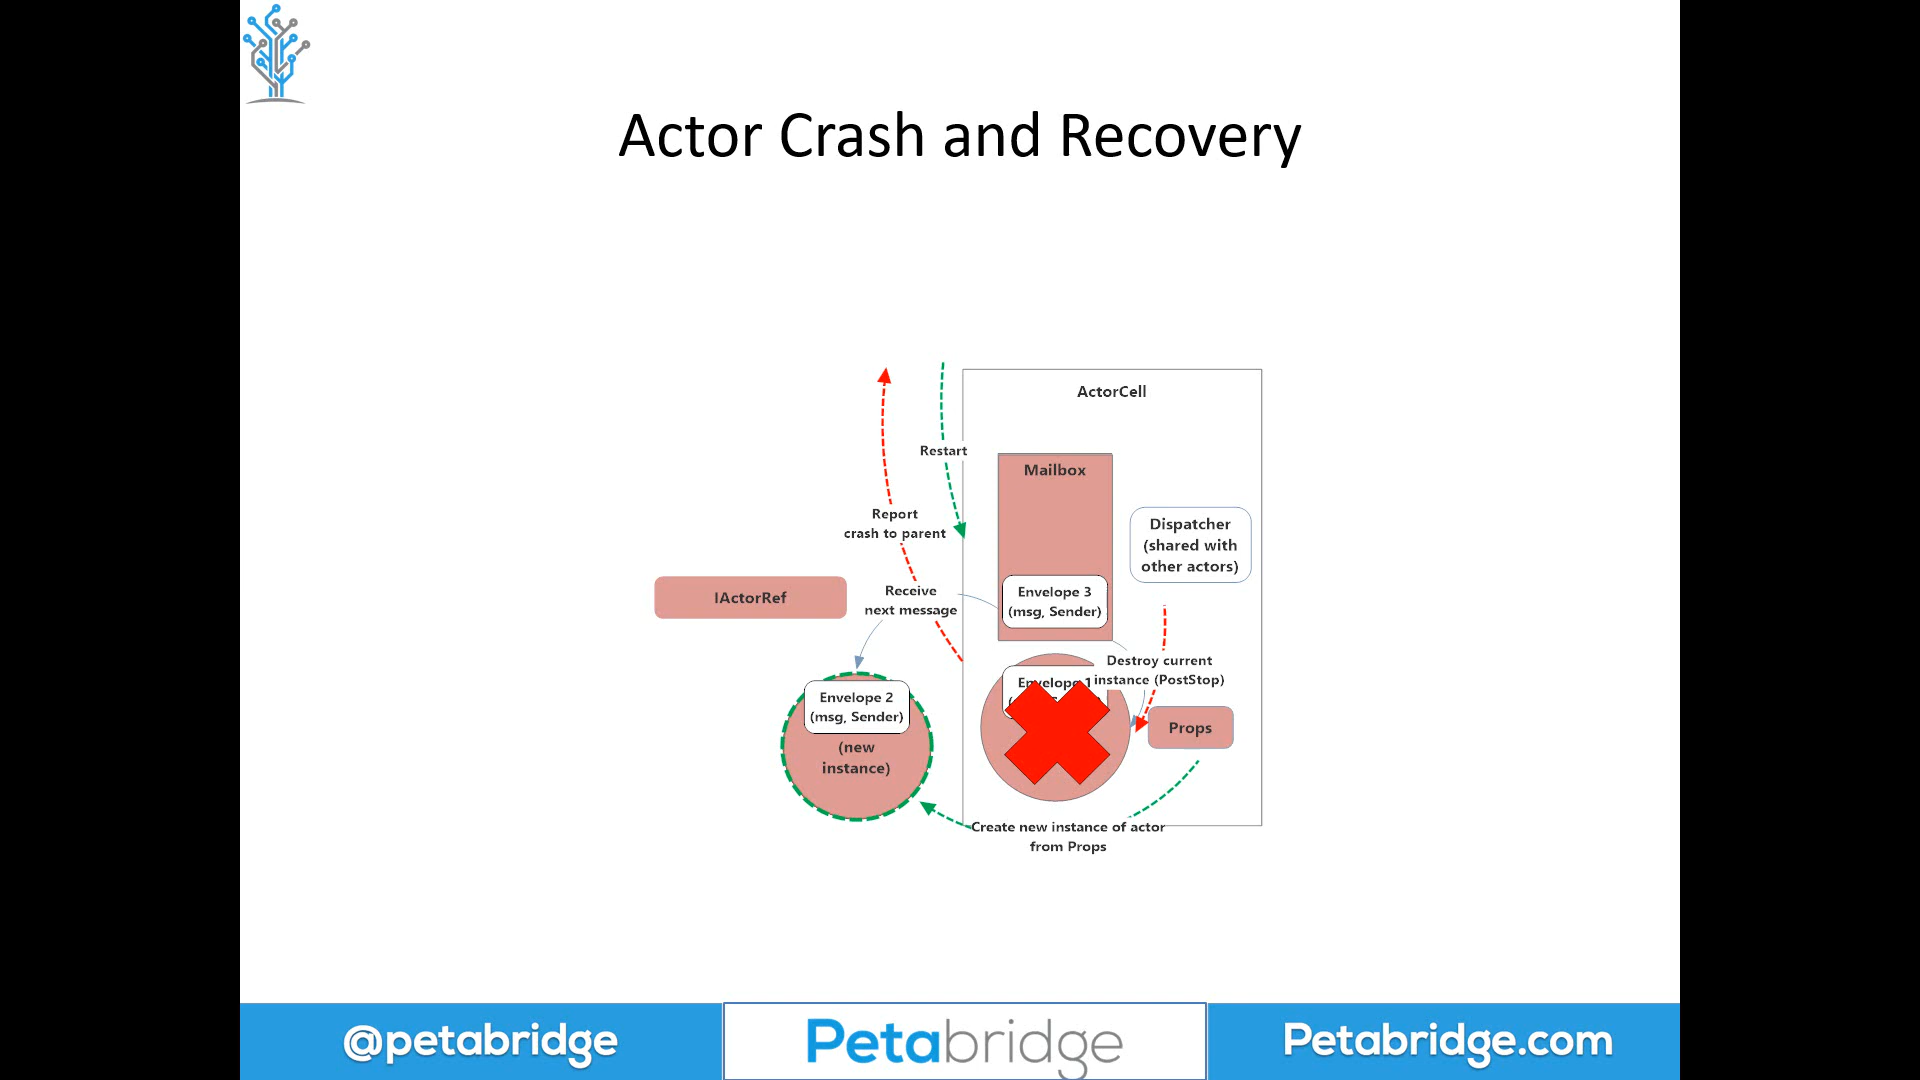 Actor Crash and Recovery
ActorCell
Restart
Mailbox
Report
crash to parent
Dispatcher
(shared with
other actors)
IActorRef
Receive
next message
Envelope 3
(msg, Sender)
Destroy current
instance (PostStop)
Envelope 1
Envelope 2
(msg, Sender)
(new
instance)
Props
Create new instance of actor
from Props
@petabridge
Petabridge
Petabridge.com